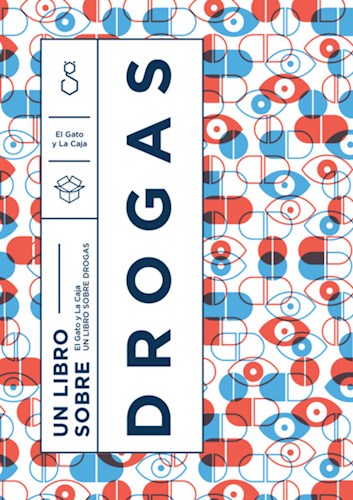 El Gato
y La Caja
UN LIBRO
SOBRE
El Gato y La Caja
UN LIBRO SOBRE DROGAS
DROGAS